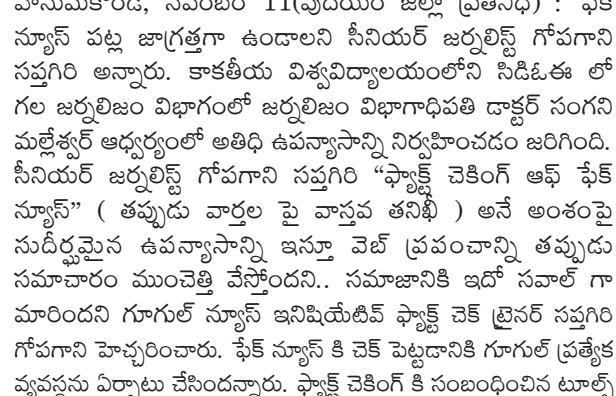 హనుమకొండ, నవంబర్ 11(హృదయం జిల్లా ప్రతినిధి) : ఫేక్
న్యూస్ పట్ల జాగ్రత్తగా ఉండాలని సీనియర్ జర్నలిస్ట్ గోపగాని
సప్తగిరి అన్నారు. కాకతీయ విశ్వవిద్యాలయంలోని సిడిఓఈ లో
గల జర్నలిజం విభాగంలో జర్నలిజం విభాగాధిపతి డాక్టర్ సంగని
మల్లేశ్వర్ ఆధ్వర్యంలో అతిధి ఉపన్యాసాన్ని నిర్వహించడం జరిగింది.
సీనియర్ జర్నలిస్ట్ గోపగాని సప్తగిరి “ఫ్యాక్ట్ చెకింగ్ ఆఫ్ ఫేక్
న్యూస్” ( తప్పుడు వార్తల పై వాస్తవ తనిఖీ ) అనే అంశంపై
సుదీర్ఘమైన ఉపన్యాసాన్ని ఇస్తూ వెబ్ ప్రపంచాన్ని తప్పుడు
సమాచారం ముంచెత్తి వేస్తోందని.. సమాజానికి ఇదో సవాల్ గా
మారిందని గూగుల్ న్యూస్ ఇనిషియేటివ్ ఫ్యాక్ట్ చెక్ ట్రైనర్ సప్తగిరి
గోపగాని హెచ్చరించారు. ఫేక్ న్యూస్ కి చెక్ పెట్టడానికి గూగుల్ ప్రత్యేక
వ్యవస్థను ఏర్పాటు చేసిందన్నారు. ఫ్యాక్ట్ చెకింగ్ కి సంబంధించిన టూల్స్